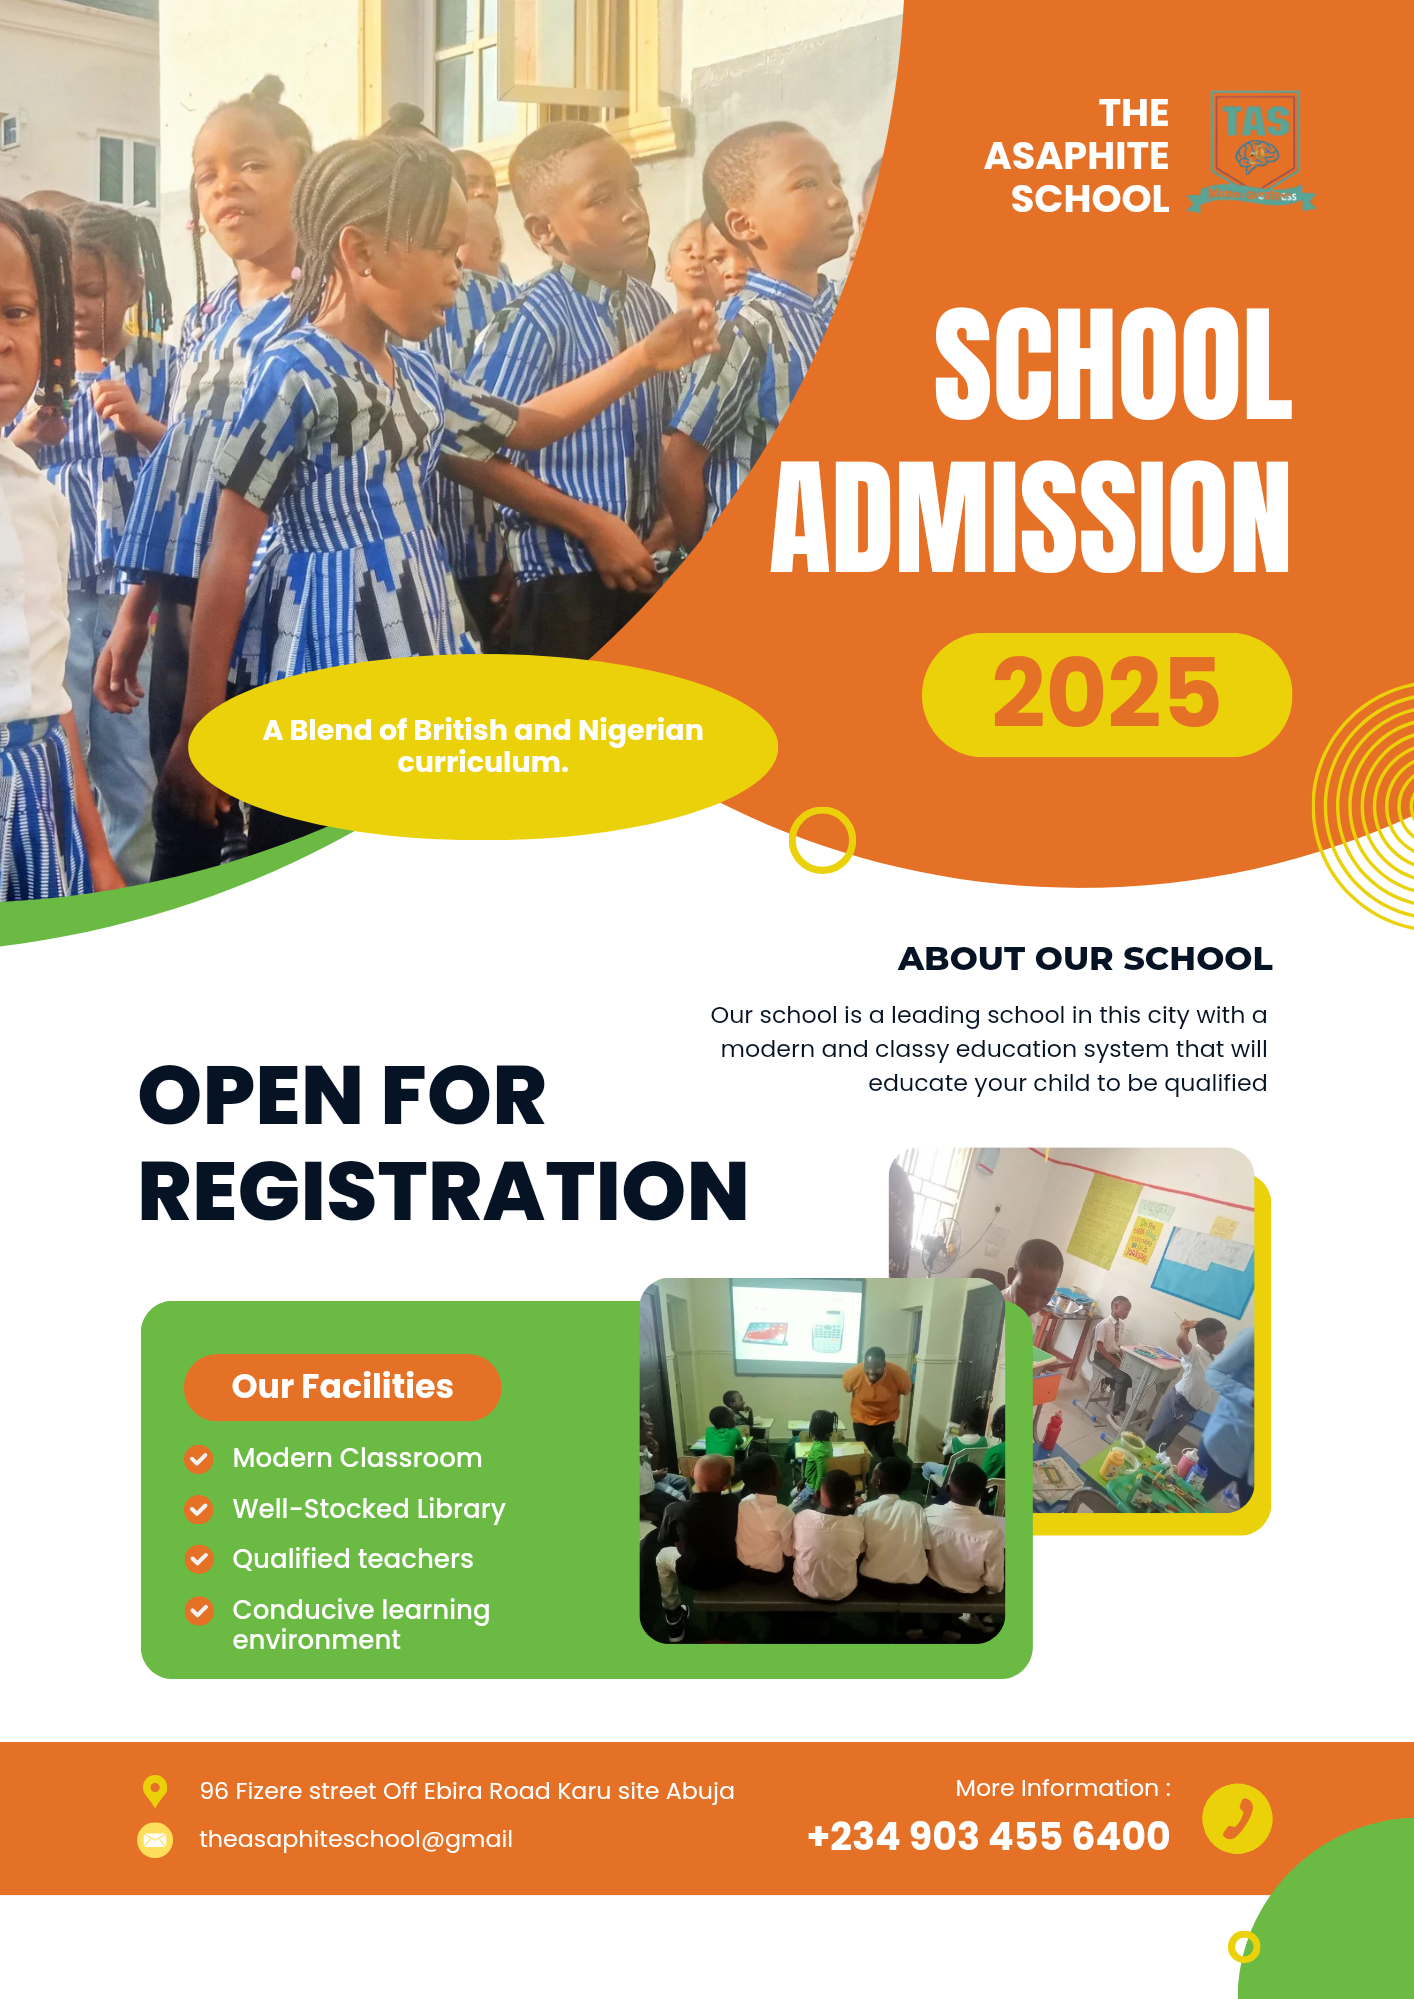 THE
ASAPHITE
SCHOOL
TAS
SCHOOL
ADMISSION
2025
A Blend of British and Nigerian
curriculum.
ABOUT OUR SCHOOL
Our school is a leading school in this city with a
modern and classy education system that will
educate your child to be qualified
OPEN FOR
REGISTRATION
Our Facilities
Modern Classroom
Well-Stocked Library
Qualified teachers
Conducive learning
environment
96 Fizere street Off Ebira Road Karu site Abuja
theasaphiteschool@gmail
More Information :
+234 903 455 6400